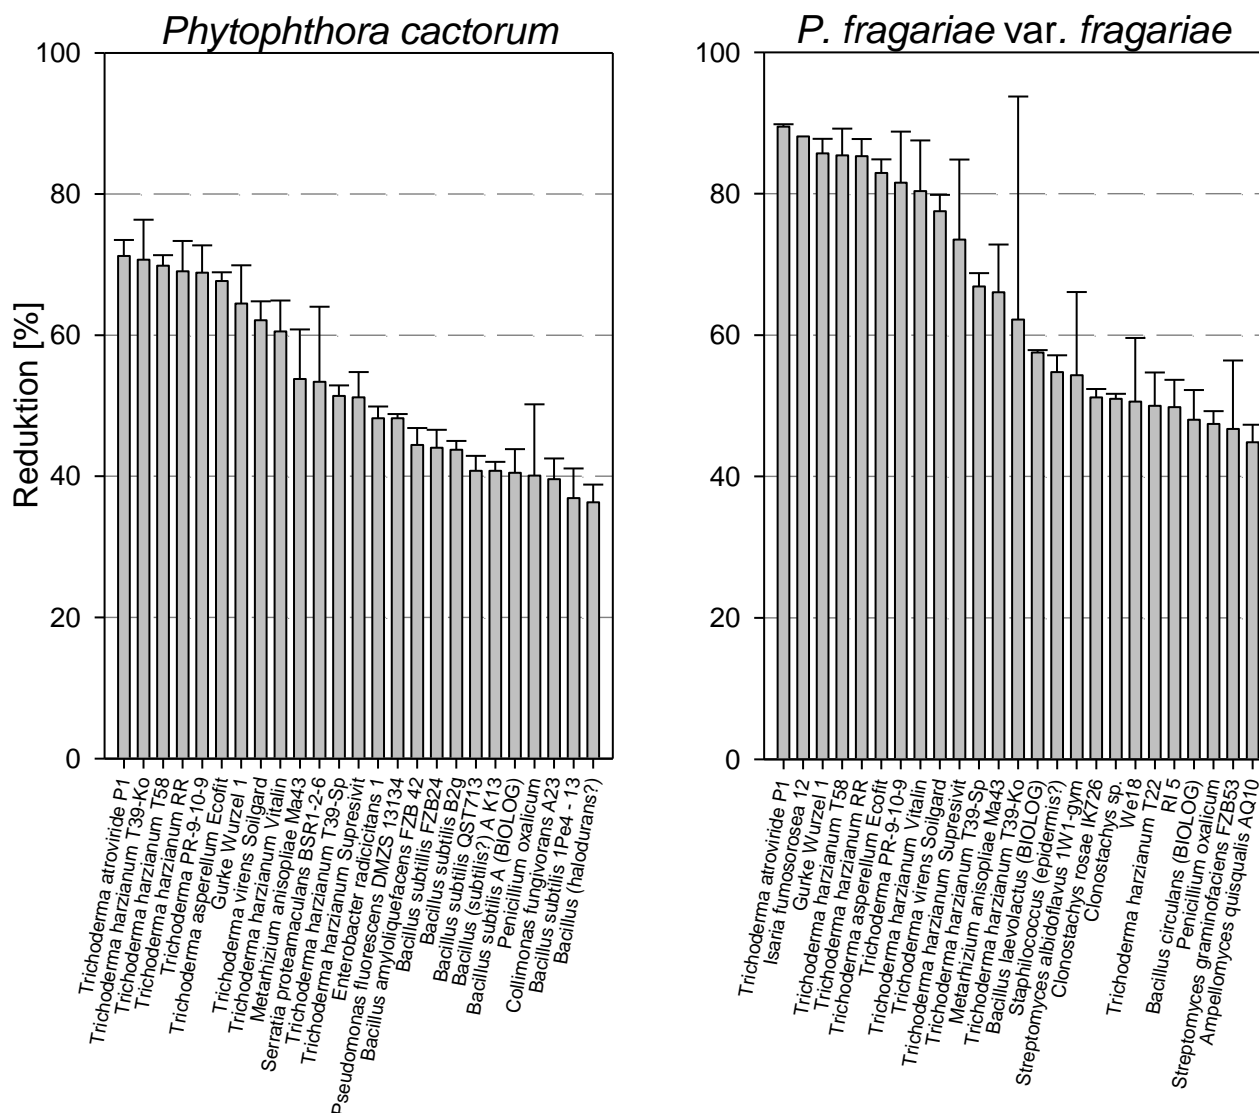 Phytophthora cactorum
P. fragariae var. fragariae
Reduktion [%]
100
80
60
40
20
0
Trichoderma atroviride P1
Trichoderma harzianum T39-Ko
Trichoderma harzianum T58
Trichoderma harzianum RR
Trichoderma PR-9-10-9
Trichoderma asperellum Ecofit
Gurke Wurzel 1
Trichoderma virens Soilgard
Trichoderma harzianum Vitalin
Metarhizium anisopliae Ma43
Serratia proteamaculans BSR1-2-6
Trichoderma harzianum T39-Sp
Trichoderma harzianum Supresivit
Enterobacter radicicitans 1
Pseudomonas fluorescens DMZS 13134
Bacillus amyloliquefacens FZB 42
Bacillus subtillis FZB24
Bacillus subtilis B2g
Bacillus subtilis QST713
Bacillus (subtilis?) A K13
Bacillus subtilis A (BIOLOG)
Penicillium oxalicum
Collimonas fungivorans A23
Bacillus subtilis 1Pe4 - 13
Bacillus (halodurans?)
100
80
60
40
20
0
Trichoderma atroviride P1
Isaria fumosorosea 12
Gurke Wurzel 1
Trichoderma harzianum T58
Trichoderma harzianum RR
Trichoderma asperellum Ecofit
Trichoderma PR-9-10-9
Trichoderma harzianum Vitalin
Trichoderma virens Soilgard
Trichoderma harzianum Supresivit
Trichoderma harzianum T39-Sp
Metarhizium anisopliae Ma43
Trichoderma harzianum T39-Ko
Bacillus laevolactus (BIOLOG)
Staphilococcus (epidermis?)
Streptomyces albidoflavus 1W1-gym
Clonostachys rosae IK726
Clonostachys sp.
We18
Trichoderma harzianum T22
RI 5
Bacillus circulans (BIOLOG)
Penicillium oxalicum
Streptomyces graminofaciens FZB53
Ampellomyces quisqualis AQ10